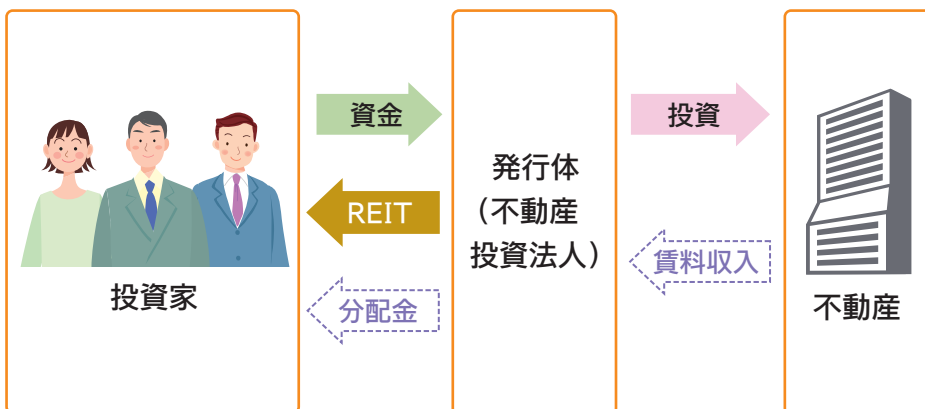 資金
REIT
分配金
投資家
発行体
（不動産
投資法人）
投資
賃料収入
不動産